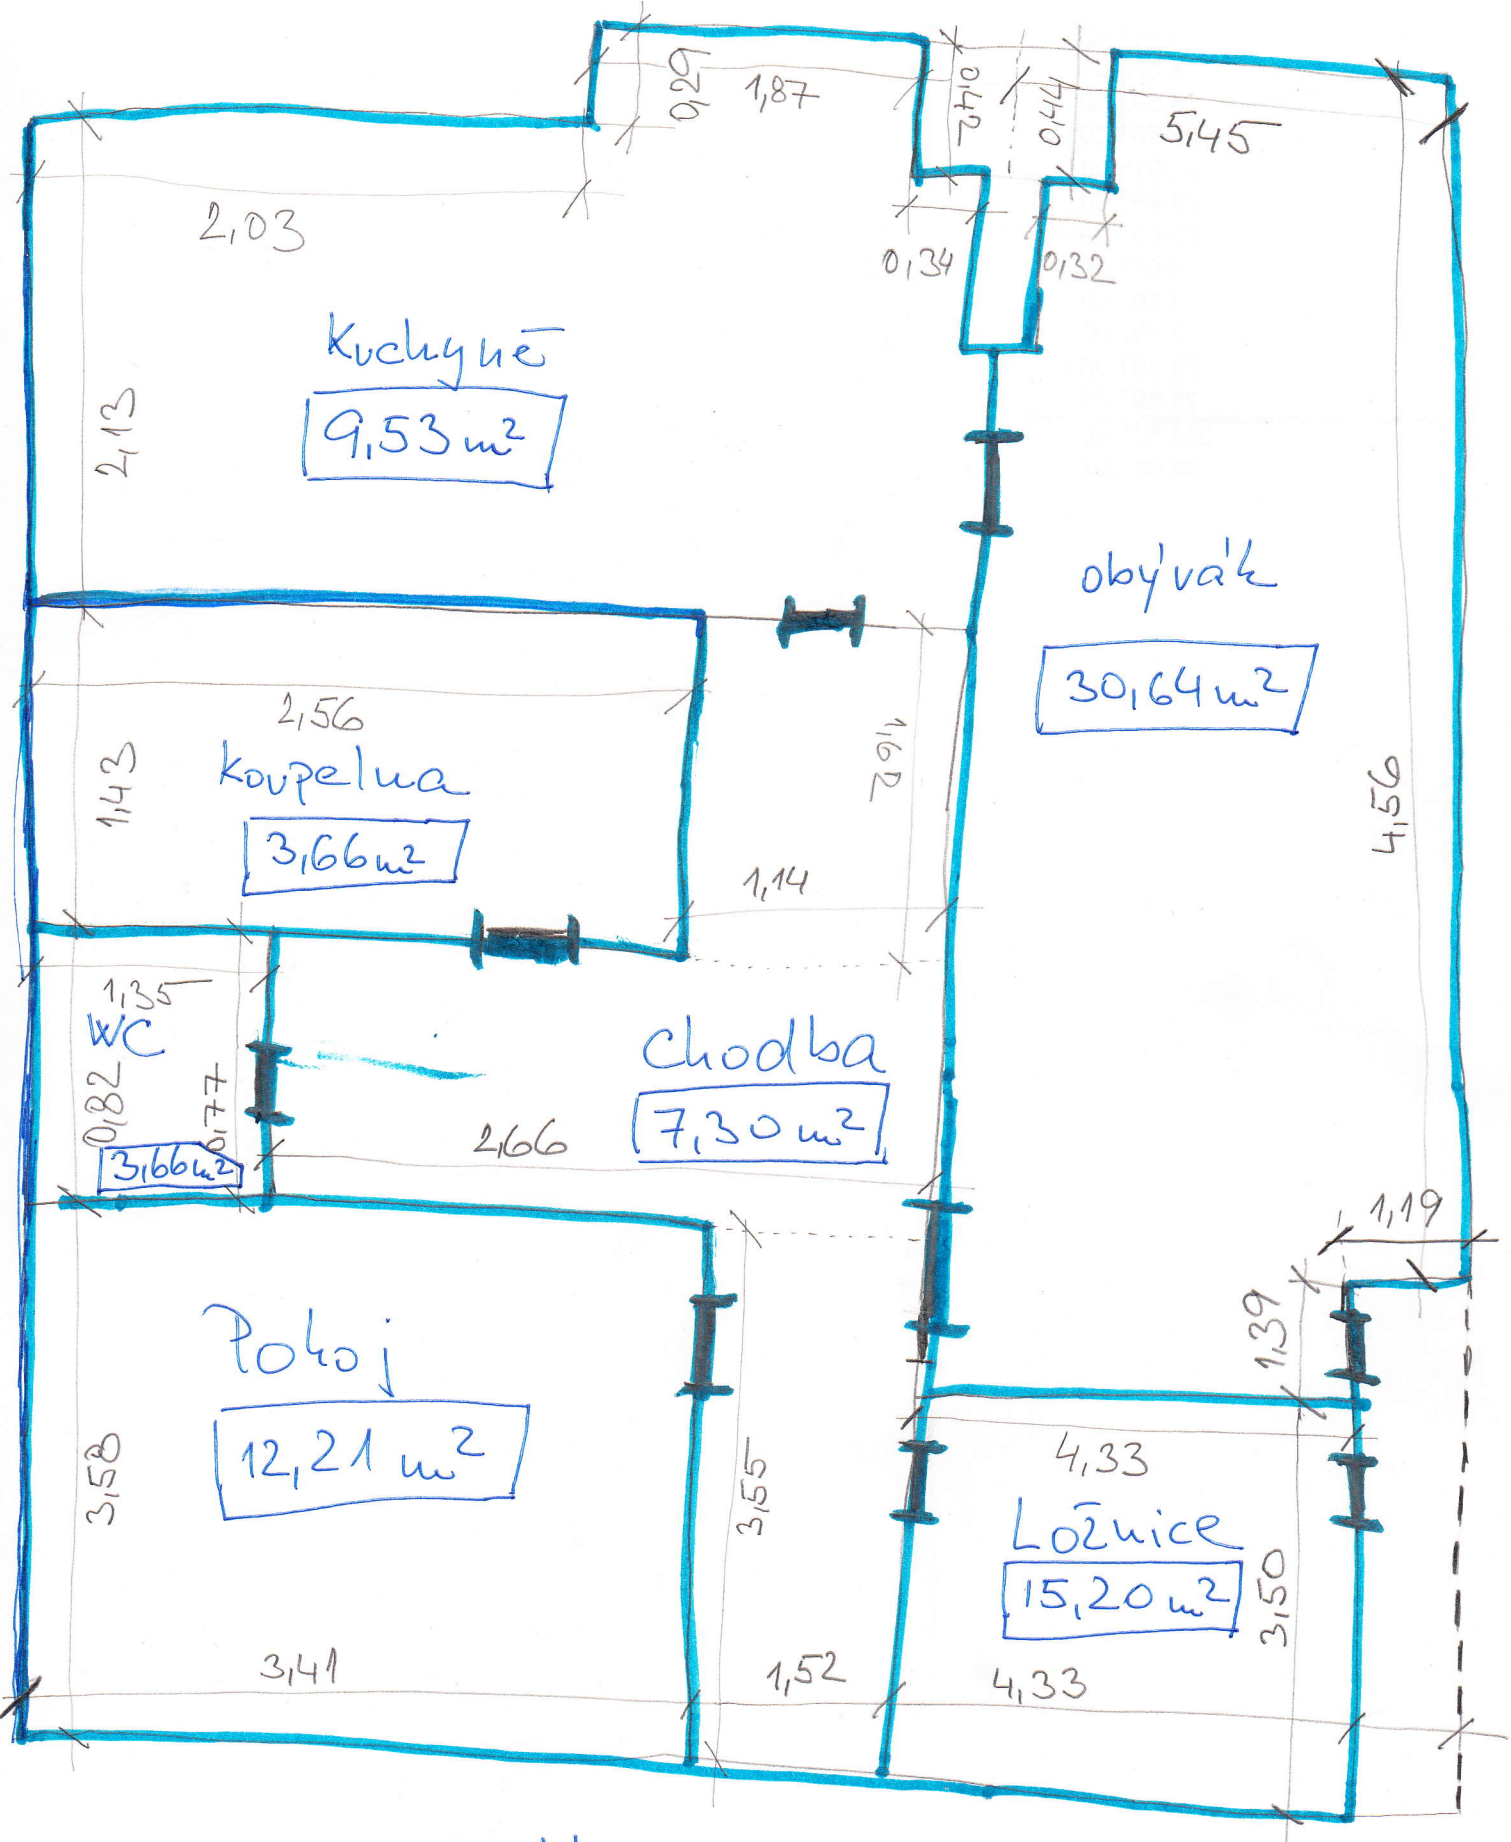 0,29
1,87
0,42
0,44
5,45
2,03
0,34
0,32
Kuchyně
9,53 m²
2,13
obývák
30,64 m²
2,56
1,43
Koupelna
3,66 m²
1,62
4,56
1,14
1,35
WC
0,82
0,77
3,66 m²
Chodba
7,30 m²
2,66
1,19
1,39
Pokoj
12,21 m²
3,58
3,55
4,33
Ložnice
15,20 m²
3,50
3,41
1,52
4,33